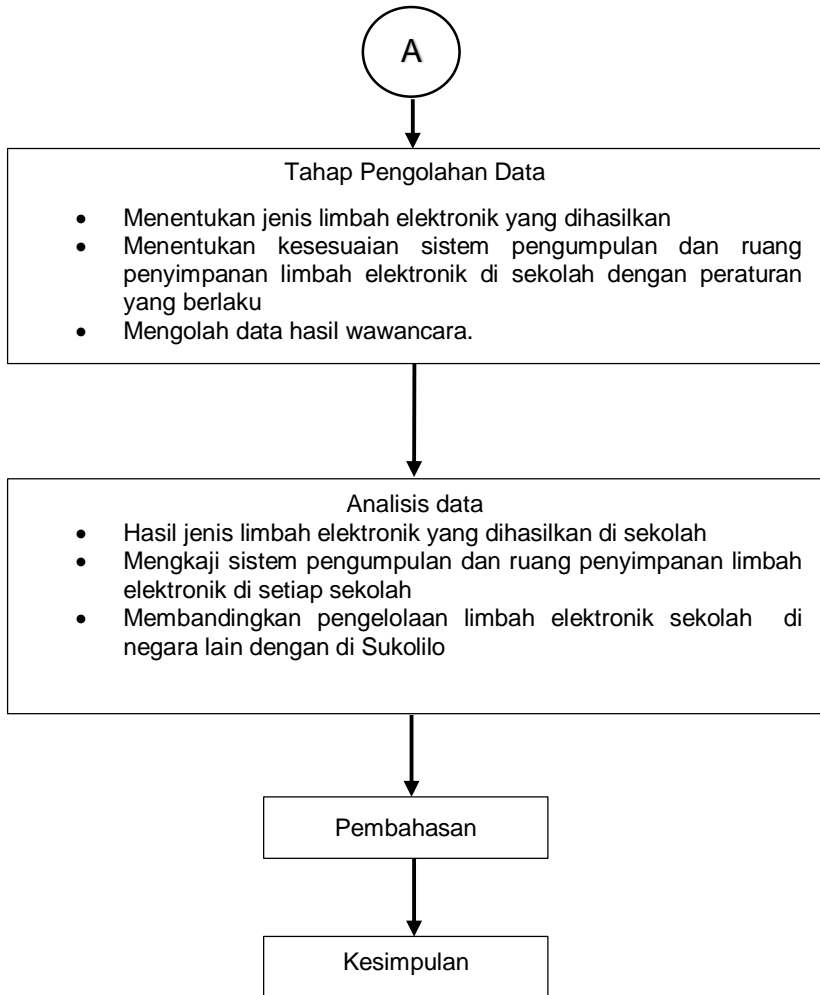 A
Tahap Pengolahan Data
• Menentukan jenis limbah elektronik yang dihasilkan
• Menentukan kesesuaian sistem pengumpulan dan ruang
penyimpanan limbah elektronik di sekolah dengan peraturan
yang berlaku
• Mengolah data hasil wawancara.
Analisis data
• Hasil jenis limbah elektronik yang dihasilkan di sekolah
• Mengkaji sistem pengumpulan dan ruang penyimpanan limbah
elektronik di setiap sekolah
• Membandingkan pengelolaan limbah elektronik sekolah di
negara lain dengan di Sukolilo
Pembahasan
Kesimpulan